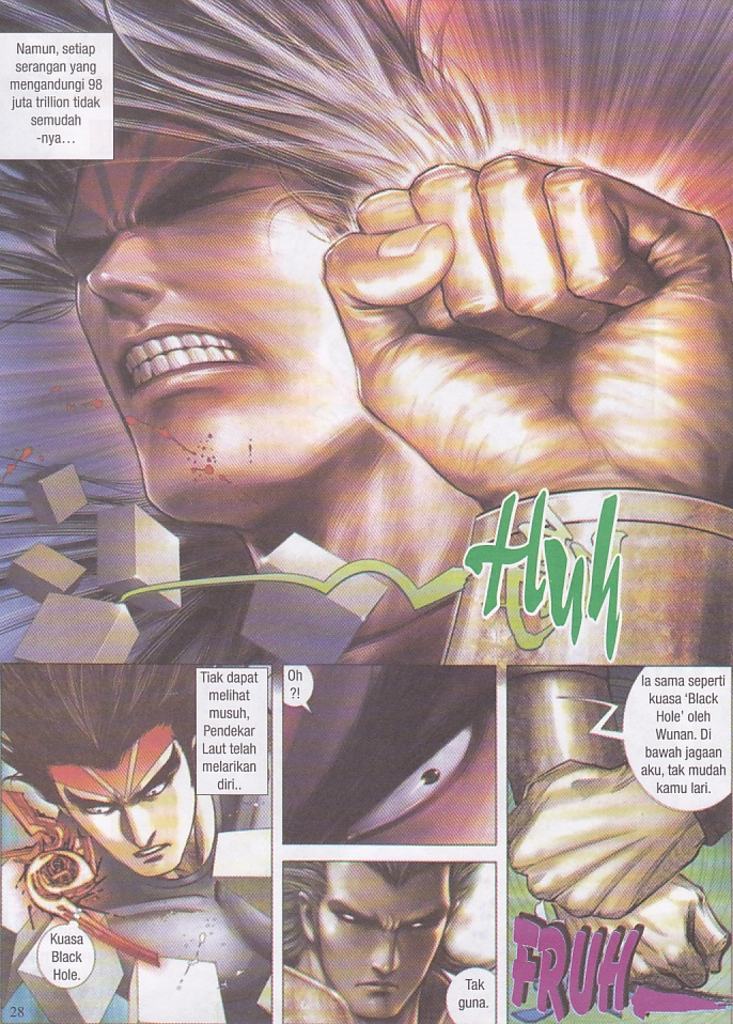 Namun, setiap
serangan yang
mengandungi 98
juta trillion tidak
semudah
-nya...
Huh
Tiak dapat
melihat
musuh,
Pendekar
Laut telah
melarikan
diri..
Kuasa
Black
Hole.
Oh
?!
Tak
guna.
Ia sama seperti
kuasa 'Black
Hole' oleh
Wunan. Di
bawah jagaan
aku, tak mudah
kamu lari.
FRUH
28